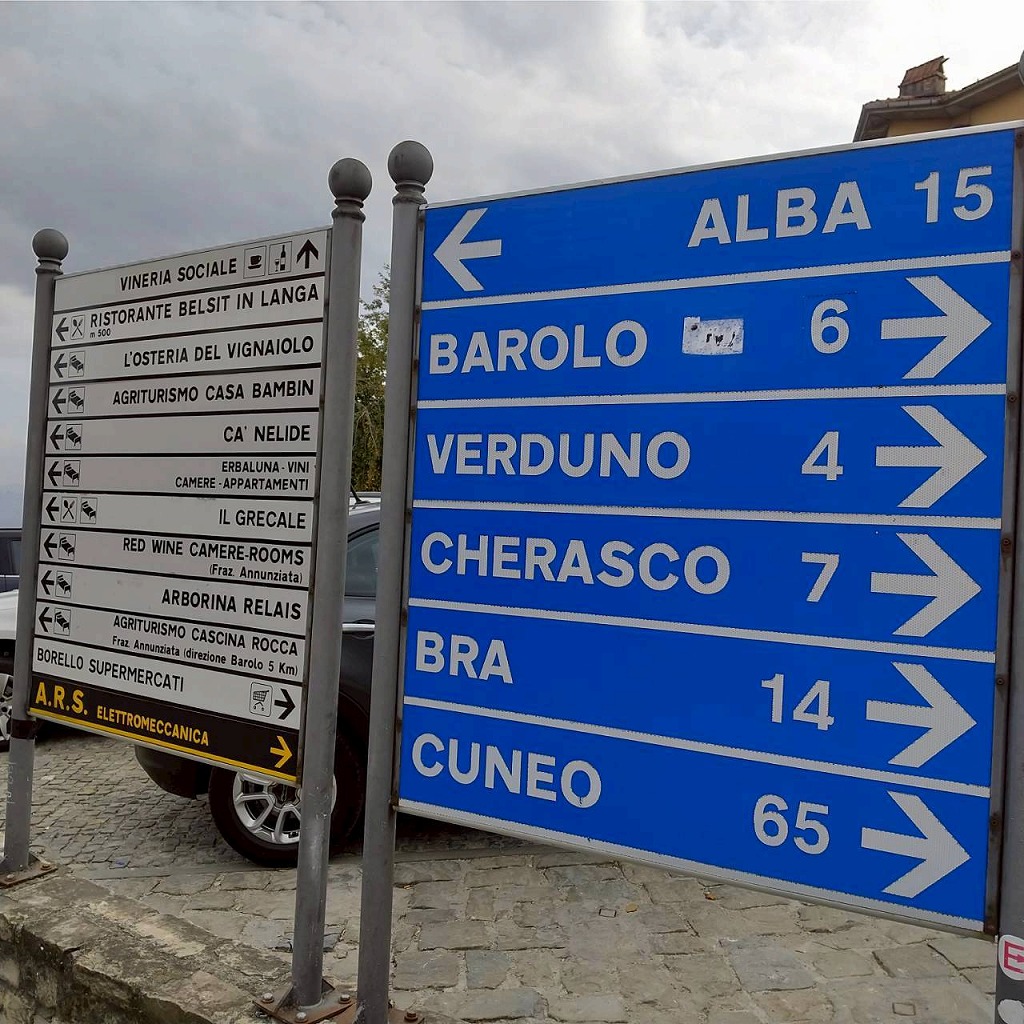 VINERIA SOCIALE
RISTORANTE BELSIT IN LANGA
m 500
L'OSTERIA DEL VIGNAIOLO
AGRITURISMO CASA BAMBIN
CA' NELIDE
ERBALUNA - VINI
CAMERE - APPARTAMENTI
IL GRECALE
RED WINE CAMERE-ROOMS
(Fraz. Annunziata)
ARBORINA RELAIS
AGRITURISMO CASCINA ROCCA
Fraz. Annunziata (direzione Barolo 5 Km)
BORELLO SUPERMERCATI
A.R.S. ELETTROMECCANICA
ALBA 15
BAROLO 6
VERDUNO 4
CHERASCO 7
BRA 14
CUNEO 65